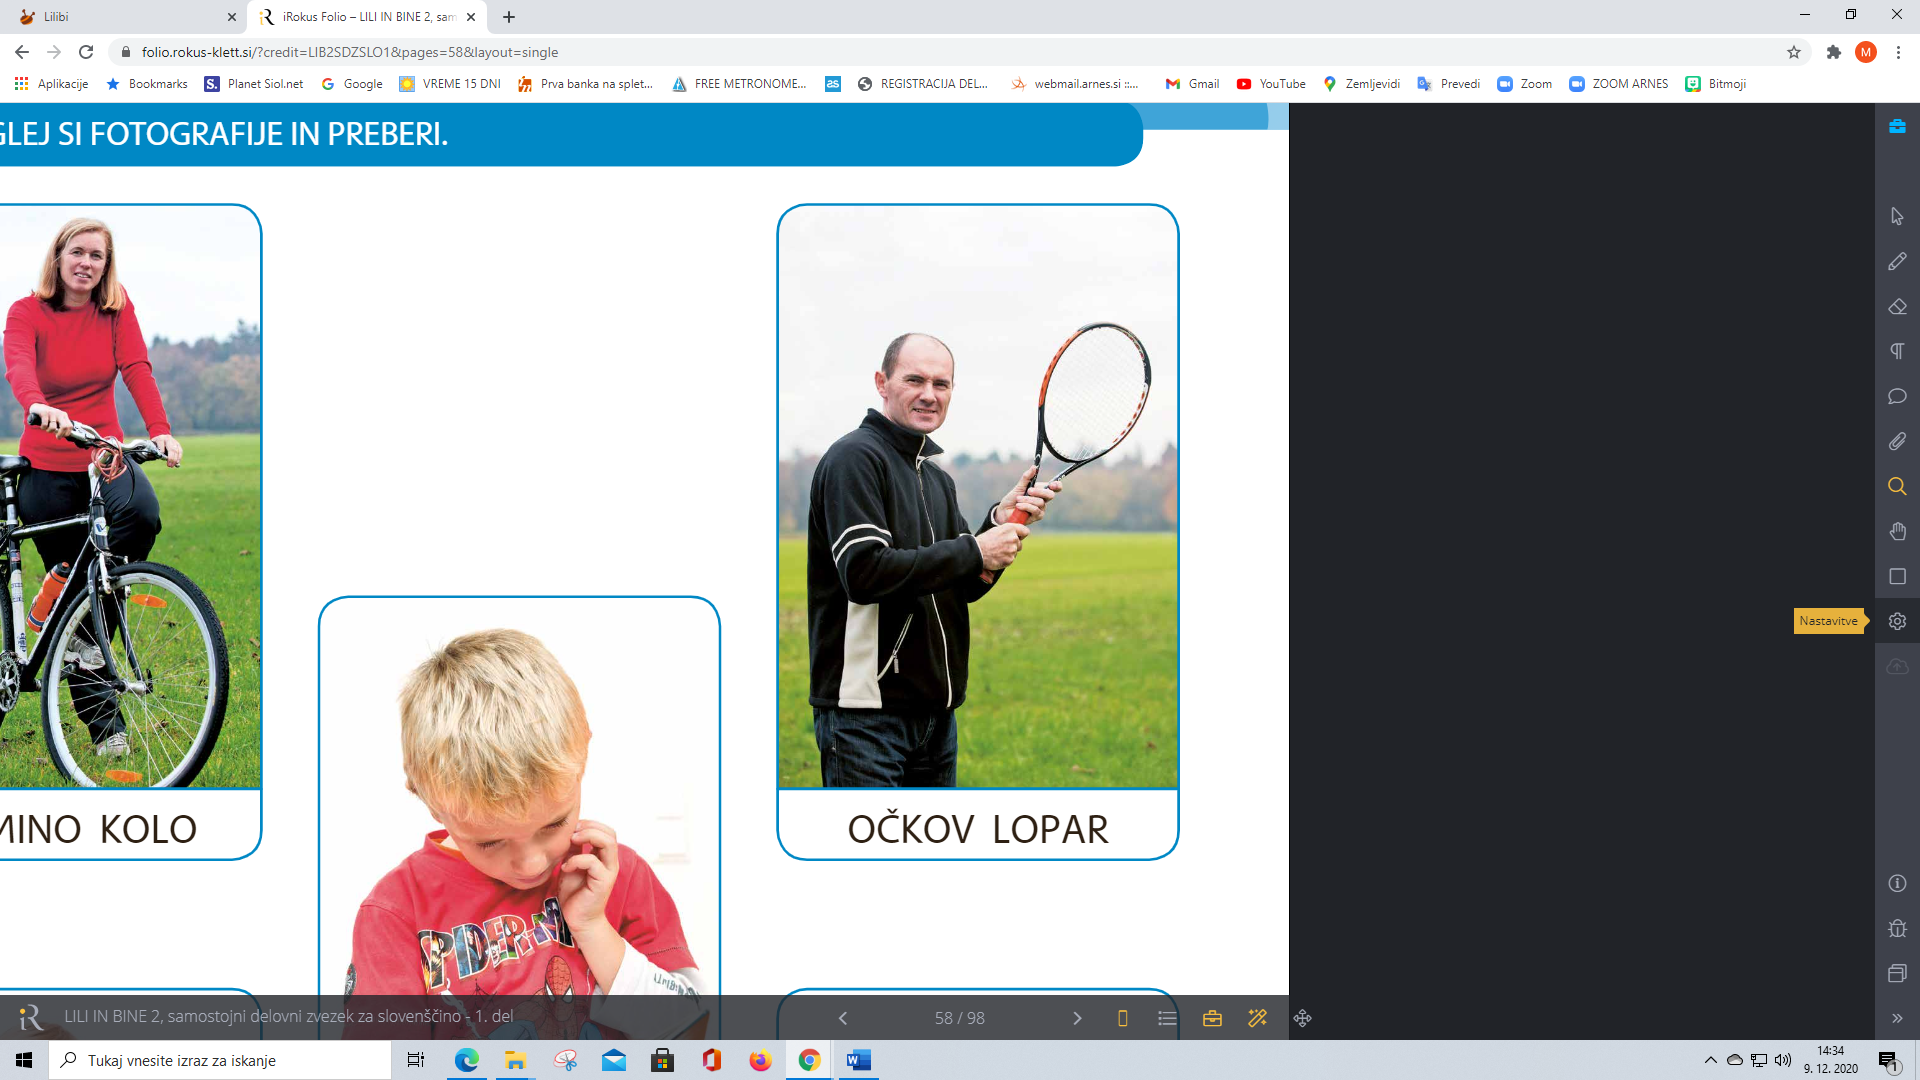 Lilibi
iRokus Folio – LILI IN BINE 2, sam
folio.rokus-klett.si/?credit=LIB2SDZSLO1&pages=58&layout=single
M
Aplikacije
Bookmarks
S.
Planet Siol.net
Google
VREME 15 DNI
Prva banka na splet...
FREE METRONOME...
as
REGISTRACIJA DEL...
webmail.arnes.si ::...
Gmail
YouTube
Zemljevidi
Prevedi
Zoom
ZOOM ARNES
Bitmoji
GLEJ SI FOTOGRAFIJE IN PREBERI.
MINO KOLO
OČKOV LOPAR
SPIDER-M
Nastavitve
iR
LILI IN BINE 2, samostojni delovni zvezek za slovenščino - 1. del
58 / 98
Tukaj vnesite izraz za iskanje
14:34
9. 12. 2020
1